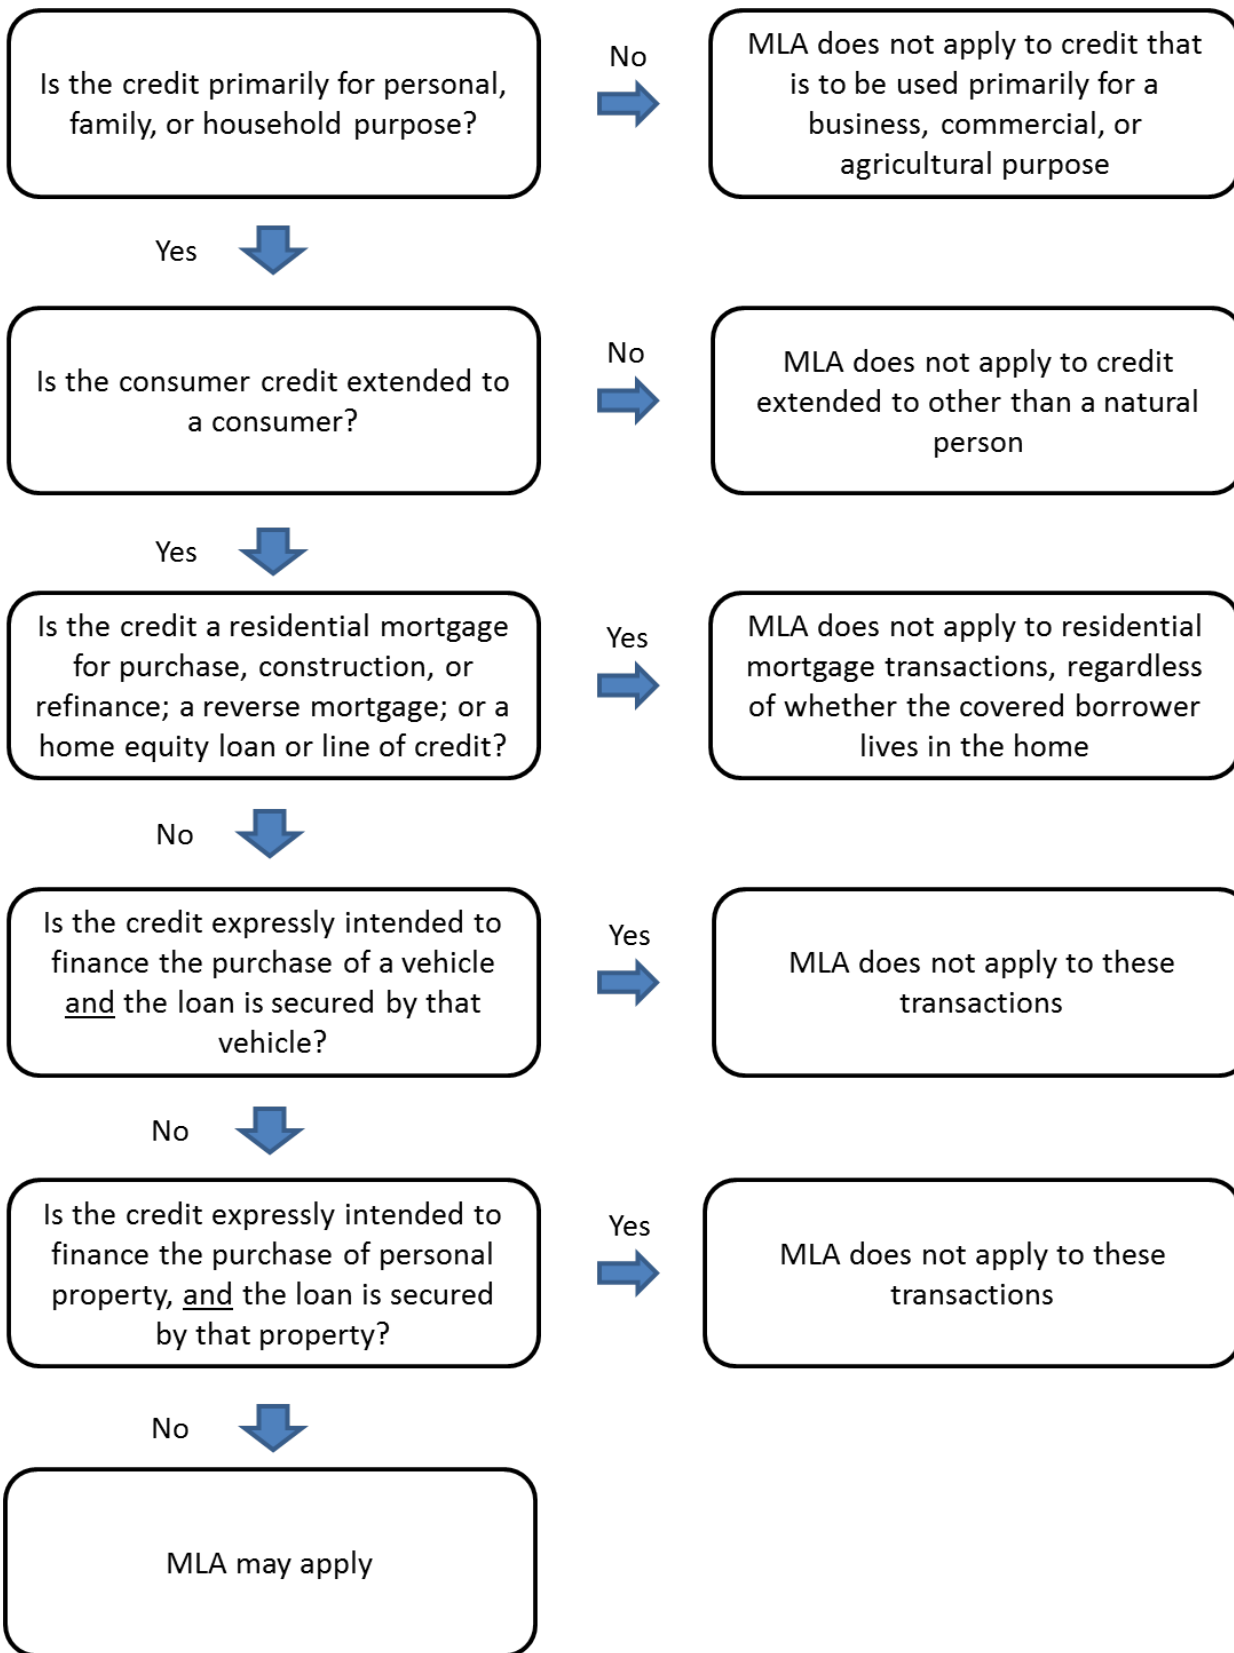 Is the credit primarily for personal,
family, or household purpose?
No
MLA does not apply to credit that
is to be used primarily for a
business, commercial, or
agricultural purpose
Yes
Is the consumer credit extended to
a consumer?
No
MLA does not apply to credit
extended to other than a natural
person
Yes
Is the credit a residential mortgage
for purchase, construction, or
refinance; a reverse mortgage; or a
home equity loan or line of credit?
Yes
MLA does not apply to residential
mortgage transactions, regardless
of whether the covered borrower
lives in the home
No
Is the credit expressly intended to
finance the purchase of a vehicle
and the loan is secured by that
vehicle?
Yes
MLA does not apply to these
transactions
No
Is the credit expressly intended to
finance the purchase of personal
property, and the loan is secured
by that property?
Yes
MLA does not apply to these
transactions
No
MLA may apply